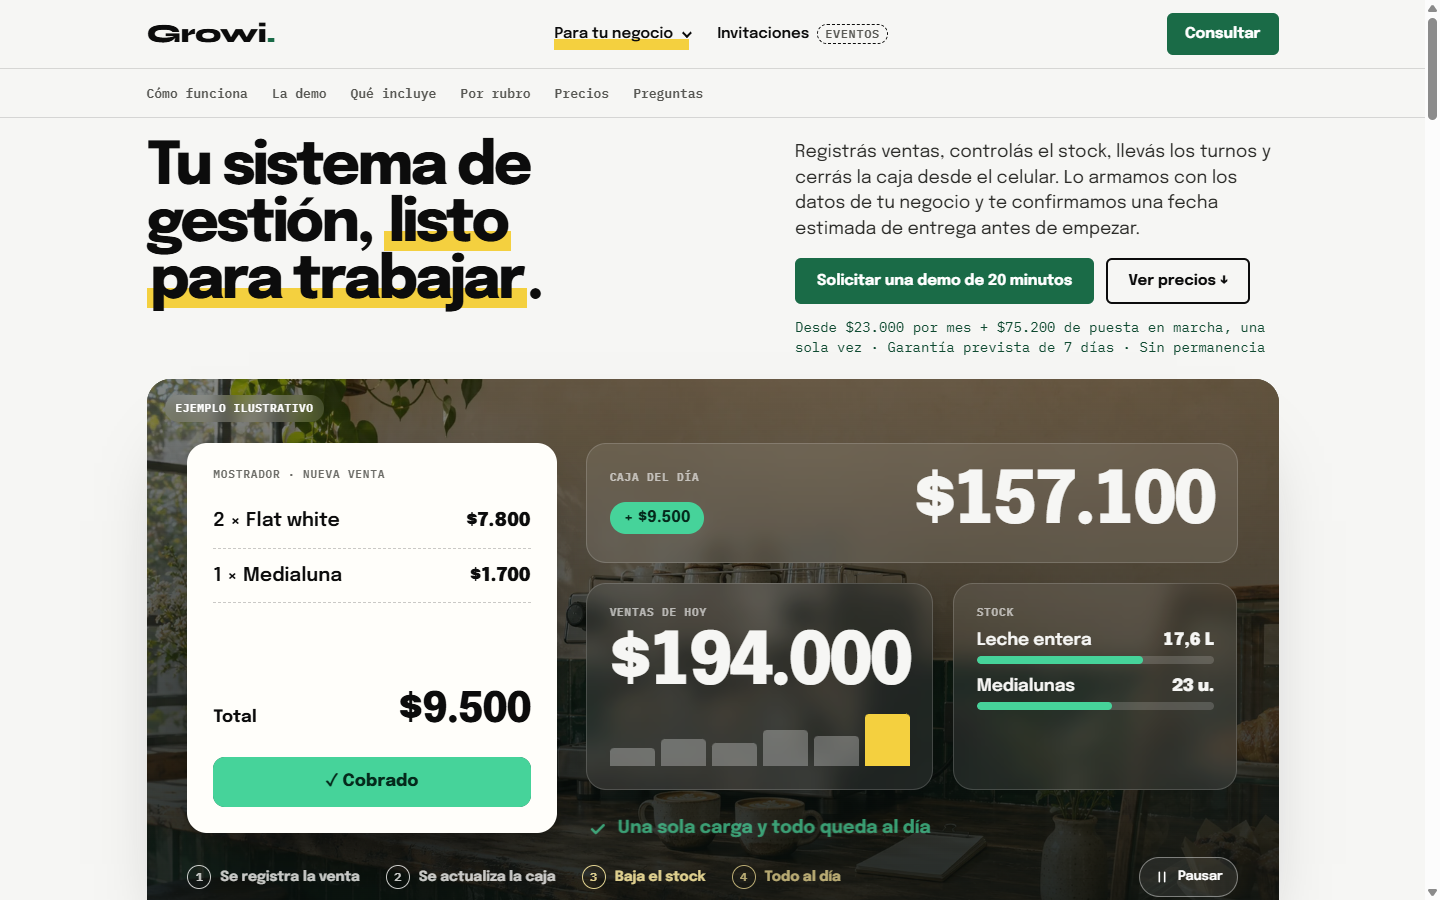 Growi.
Para tu negocio
Invitaciones EVENTOS
Consultar
Cómo funciona La demo Qué incluye Por rubro Precios Preguntas
Tu sistema de
gestión, listo
para trabajar.
Registrás ventas, controlás el stock, llevás los turnos y
cerrás la caja desde el celular. Lo armamos con los
datos de tu negocio y te confirmamos una fecha
estimada de entrega antes de empezar.
Solicitar una demo de 20 minutos
Ver precios ↓
Desde $23.000 por mes + $75.200 de puesta en marcha, una
sola vez · Garantía prevista de 7 días · Sin permanencia
EJEMPLO ILUSTRATIVO
MOSTRADOR · NUEVA VENTA
2 × Flat white $7.800
1 × Medialuna $1.700
Total $9.500
✓ Cobrado
CAJA DEL DÍA
+ $9.500
$157.100
VENTAS DE HOY
$194.000
STOCK
Leche entera 17,6 L
Medialunas 23 u.
✓ Una sola carga y todo queda al día
1 Se registra la venta
2 Se actualiza la caja
3 Baja el stock
4 Todo al día
Pausar